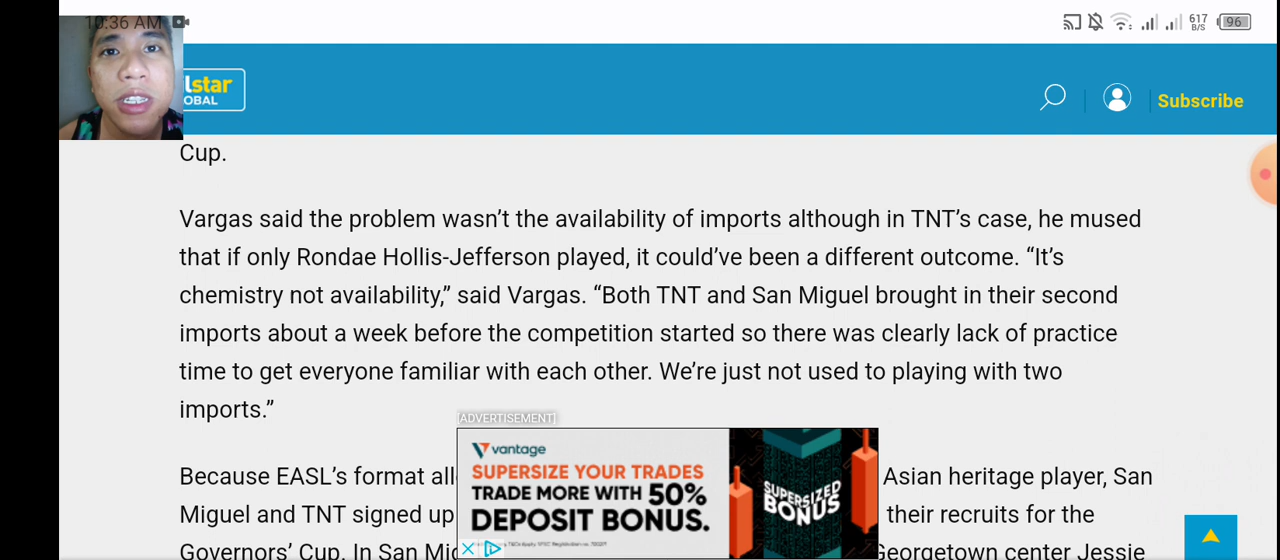 10:36 AM
617
B/S
96
lstar
OBAL
Subscribe
Cup.
Vargas said the problem wasn’t the availability of imports although in TNT’s case, he mused
that if only Rondae Hollis-Jefferson played, it could’ve been a different outcome. “It’s
chemistry not availability,” said Vargas. “Both TNT and San Miguel brought in their second
imports about a week before the competition started so there was clearly lack of practice
time to get everyone familiar with each other. We’re just not used to playing with two
imports.”
[ADVERTISEMENT]
vantage
SUPERSIZE YOUR TRADES
TRADE MORE WITH 50%
DEPOSIT BONUS.
SUPERSIZED
BONUS
Because EASL’s format all Asian heritage player, San
Miguel and TNT signed up their recruits for the
Governors’ Cup. In San Mig Georgetown center Jessie